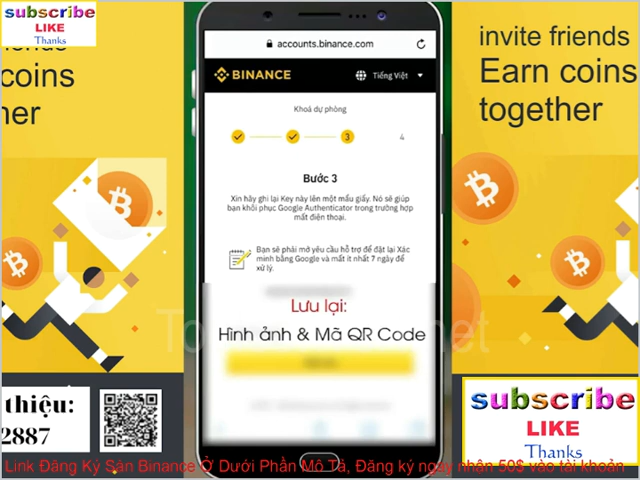 subscribe
LIKE
Thanks
coins
her
accounts.binance.com
BINANCE
Tiếng Việt
Khoá dự phòng
3
4
Bước 3
Xin hãy ghi lại Key này lên một mẩu giấy. Nó sẽ giúp
bạn khôi phục Google Authenticator trong trường hợp
mất điện thoại.
Bạn sẽ phải mở yêu cầu hỗ trợ để đặt lại Xác
minh bằng Google và mất ít nhất 7 ngày để
xử lý.
Lưu lại:
Hình ảnh & Mã QR Code
invite friends
Earn coins
together
thiệu:
2887
subscribe
LIKE
Thanks
Link Đăng Ký Sàn Binance Ở Dưới Phần Mô Tả, Đăng ký ngay nhận 50$ vào tài khoản